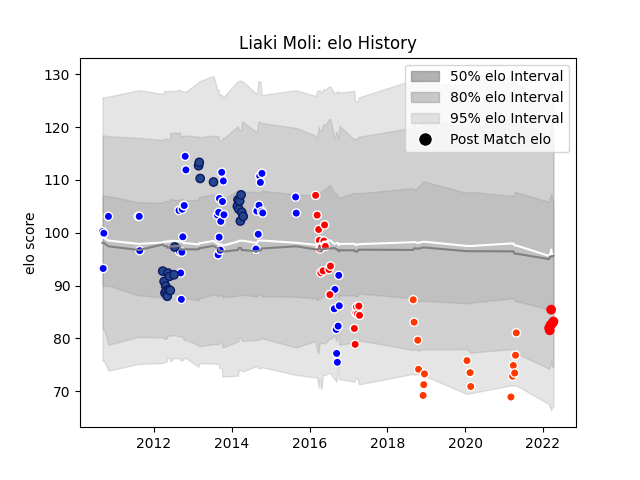 Liaki Moli: elo History
130
120
110
100
90
80
70
elo score
50% elo Interval
80% elo Interval
95% elo Interval
Post Match elo
2012
2014
2016
2018
2020
2022